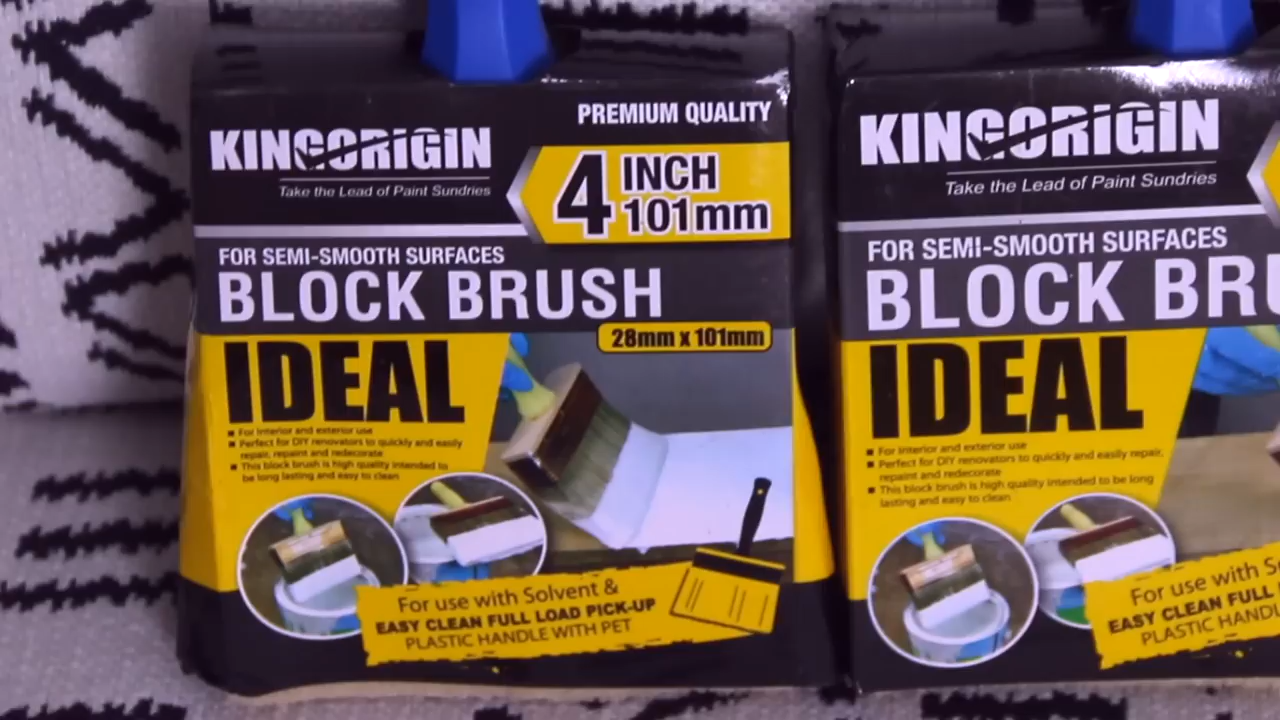 PREMIUM QUALITY
KINGORIGIN
Take the Lead of Paint Sundries
4 INCH
101mm
FOR SEMI-SMOOTH SURFACES
BLOCK BRUSH
28mm x 101mm
IDEAL
For interior and exterior use
Perfect for DIY renovators to quickly and easily
repair, repaint and redecorate
This block brush is high quality intended to
be long lasting and easy to clean
For use with Solvent &
EASY CLEAN FULL LOAD PICK-UP
PLASTIC HANDLE WITH PET
KINGORIGIN
Take the Lead of Paint Sundries
FOR SEMI-SMOOTH SURFACES
BLOCK BRU
IDEAL
For interior and exterior use
Perfect for DIY renovators to quickly and easily repair,
repaint and redecorate
This block brush is high quality intended to be long
lasting and easy to clean
For use with So
EASY CLEAN FULL
PLASTIC HANDL